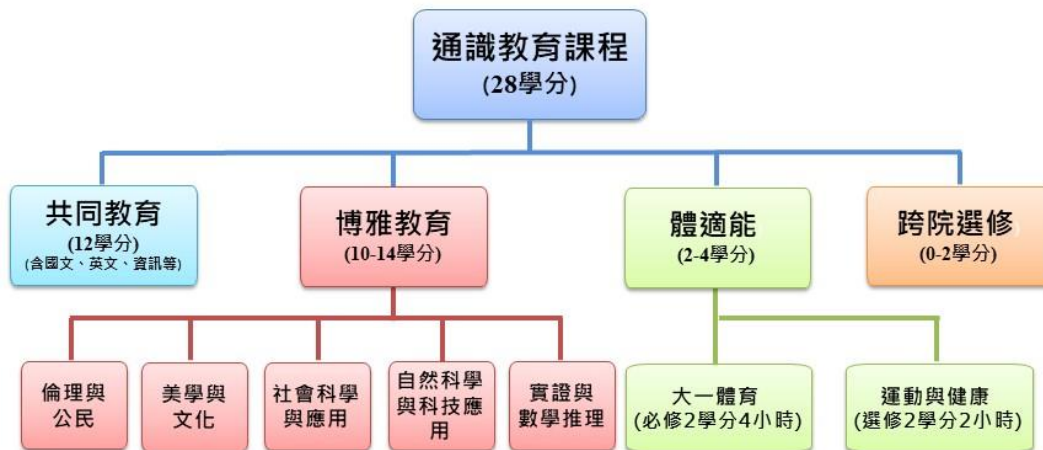 通識教育課程
(28學分)
共同教育
(12學分)
(含國文、英文、資訊等)
博雅教育
(10-14學分)
體適能
(2-4學分)
跨院選修
(0-2學分)
倫理與
公民
美學與
文化
社會科學
與應用
自然科學
與科技應
用
實證與
數學推理
大一體育
(必修2學分4小時)
運動與健康
(選修2學分2小時)